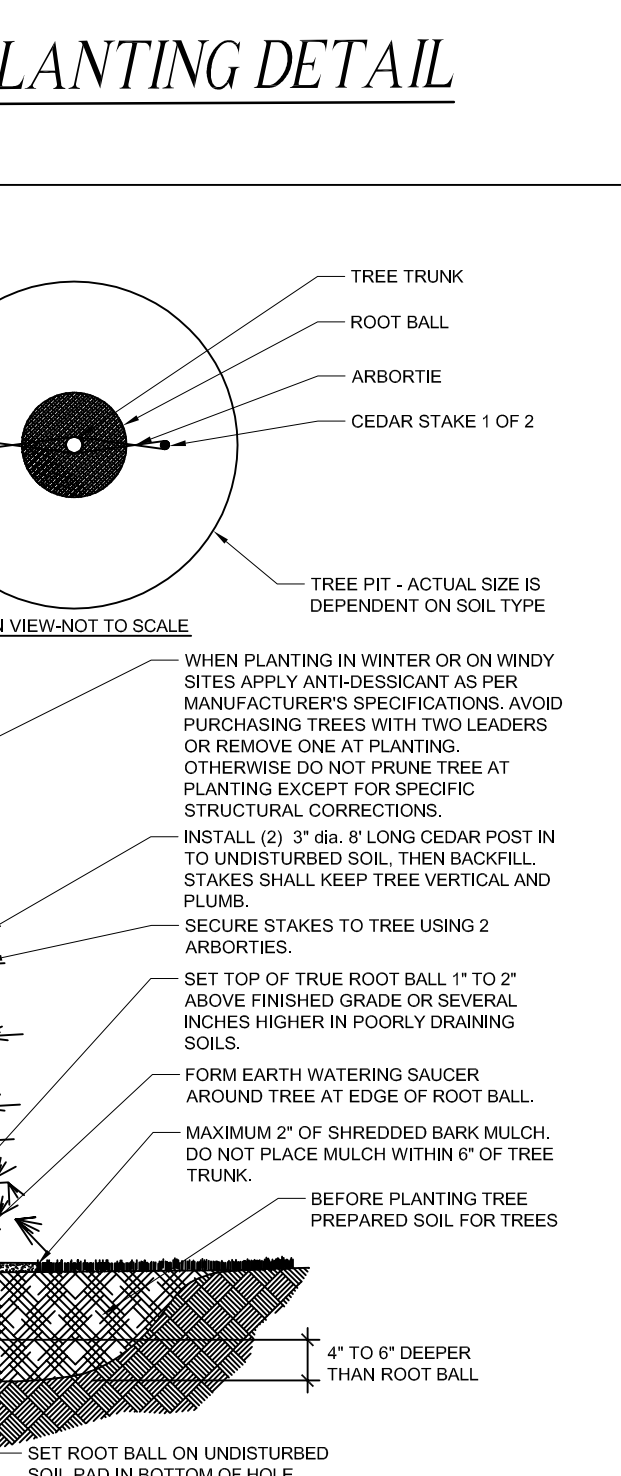 LANTING DETAIL
TREE TRUNK
ROOT BALL
ARBORTIE
CEDAR STAKE 1 OF 2
TREE PIT - ACTUAL SIZE IS
DEPENDENT ON SOIL TYPE
N VIEW-NOT TO SCALE
WHEN PLANTING IN WINTER OR ON WINDY
SITES APPLY ANTI-DESSICANT AS PER
MANUFACTURER'S SPECIFICATIONS. AVOID
PURCHASING TREES WITH TWO LEADERS
OR REMOVE ONE AT PLANTING.
OTHERWISE DO NOT PRUNE TREE AT
PLANTING EXCEPT FOR SPECIFIC
STRUCTURAL CORRECTIONS.
INSTALL (2) 3" dia. 8' LONG CEDAR POST IN
TO UNDISTURBED SOIL, THEN BACKFILL.
STAKES SHALL KEEP TREE VERTICAL AND
PLUMB.
SECURE STAKES TO TREE USING 2
ARBORTIES.
SET TOP OF TRUE ROOT BALL 1" TO 2"
ABOVE FINISHED GRADE OR SEVERAL
INCHES HIGHER IN POORLY DRAINING
SOILS.
FORM EARTH WATERING SAUCER
AROUND TREE AT EDGE OF ROOT BALL.
MAXIMUM 2" OF SHREDDED BARK MULCH.
DO NOT PLACE MULCH WITHIN 6" OF TREE
TRUNK.
BEFORE PLANTING TREE
PREPARED SOIL FOR TREES
4" TO 6" DEEPER
THAN ROOT BALL
SET ROOT BALL ON UNDISTURBED
SOIL PAD IN BOTTOM OF HOLE